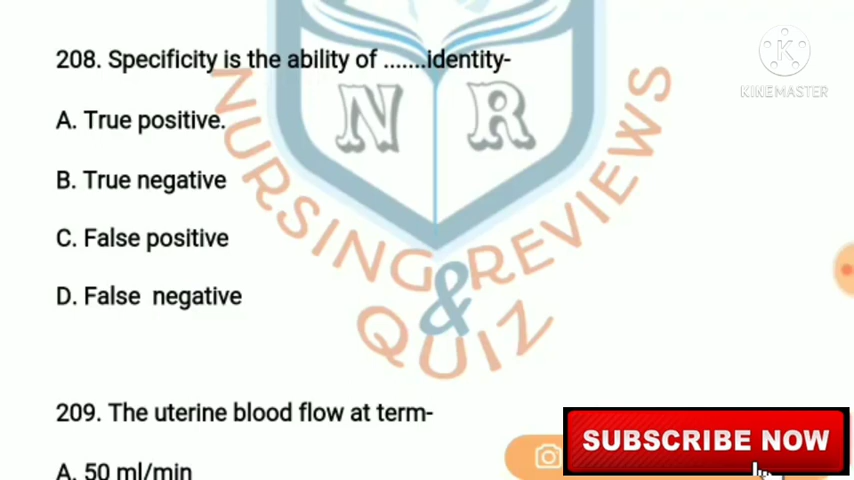 208. Specificity is the ability of .......identity-
KINEMASTER
A. True positive.
N R
B. True negative
C. False positive
NURSING REVIEWS
&
QUIZ
D. False negative
209. The uterine blood flow at term-
SUBSCRIBE NOW
A. 50 ml/min